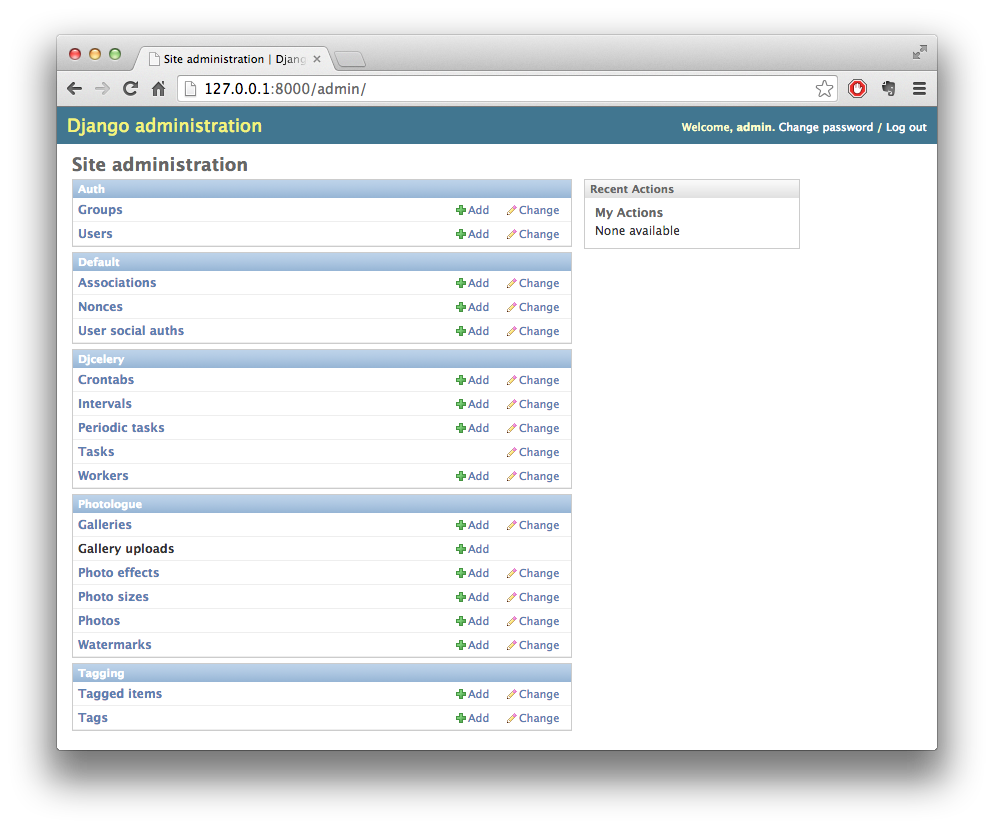 Site administration | Djang
127.0.0.1:8000/admin/
Django administration
Welcome, admin. Change password / Log out
Site administration
Auth
Groups Add Change
Users Add Change
Default
Associations Add Change
Nonces Add Change
User social auths Add Change
Djcelery
Crontabs Add Change
Intervals Add Change
Periodic tasks Add Change
Tasks Change
Workers Add Change
Photologue
Galleries Add Change
Gallery uploads Add
Photo effects Add Change
Photo sizes Add Change
Photos Add Change
Watermarks Add Change
Tagging
Tagged items Add Change
Tags Add Change
Recent Actions
My Actions
None available